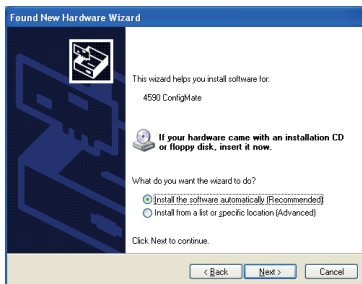 Found New Hardware Wizard
This wizard helps you install software for:
4590 ConfigMate
If your hardware came with an installation CD
or floppy disk, insert it now.
What do you want the wizard to do?
Install the software automatically (Recommended)
Install from a list or specific location (Advanced)
Click Next to continue.
< Back
Next >
Cancel